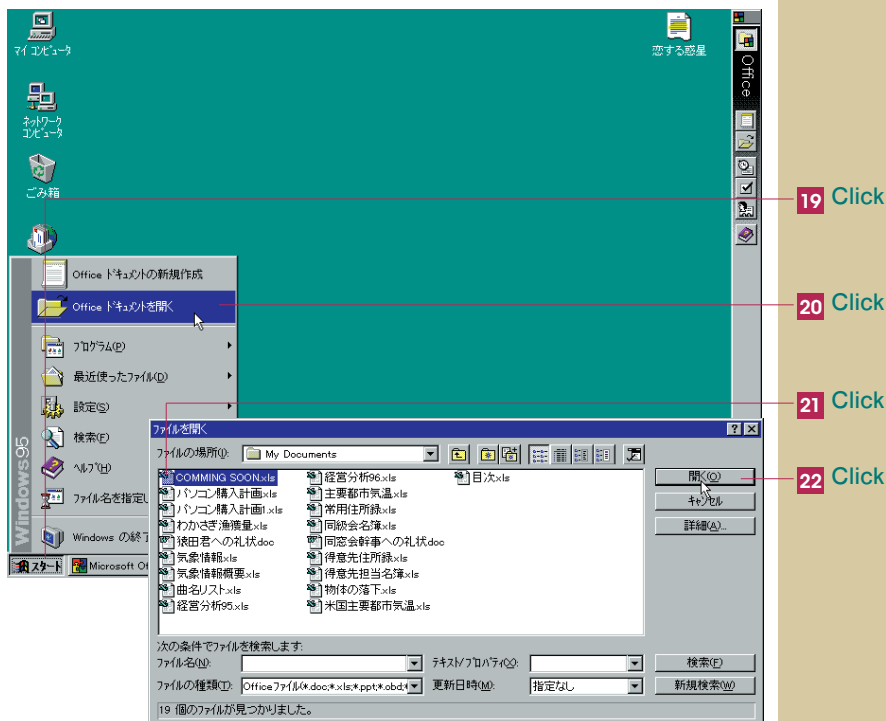 マイ コンピュータ
恋する惑星
Office
ネットワーク
コンピュータ
ごみ箱
19 Click
Office ドキュメントの新規作成
Office ドキュメントを開く
20 Click
プログラム(P)
最近使ったファイル(D)
設定(S)
21 Click
検索(F)
ヘルプ(H)
ファイル名を指定し
Windows の終了
Windows95
スタート
Microsoft Of
ファイルを開く
ファイルの場所(I):
My Documents
COMMING SOON.xls
パソコン購入計画.xls
パソコン購入計画1.xls
わかさぎ漁獲量.xls
猿田君への礼状.doc
気象情報.xls
気象情報概要.xls
曲名リスト.xls
経営分析95.xls
経営分析96.xls
主要都市気温.xls
常用住所録.xls
同級会名簿.xls
同窓会幹事への礼状.doc
得意先住所録.xls
得意先担当名簿.xls
物体の落下.xls
米国主要都市気温.xls
目次.xls
開く(O)
22 Click
キャンセル
詳細(A)...
次の条件でファイルを検索します:
ファイル名(N):
テキスト/プロパティ(X):
検索(F)
ファイルの種類(T):
Officeファイル(*.doc;*.xls;*.ppt;*.obd;*
更新日時(M):
指定なし
新規検索(W)
19 個のファイルが見つかりました。